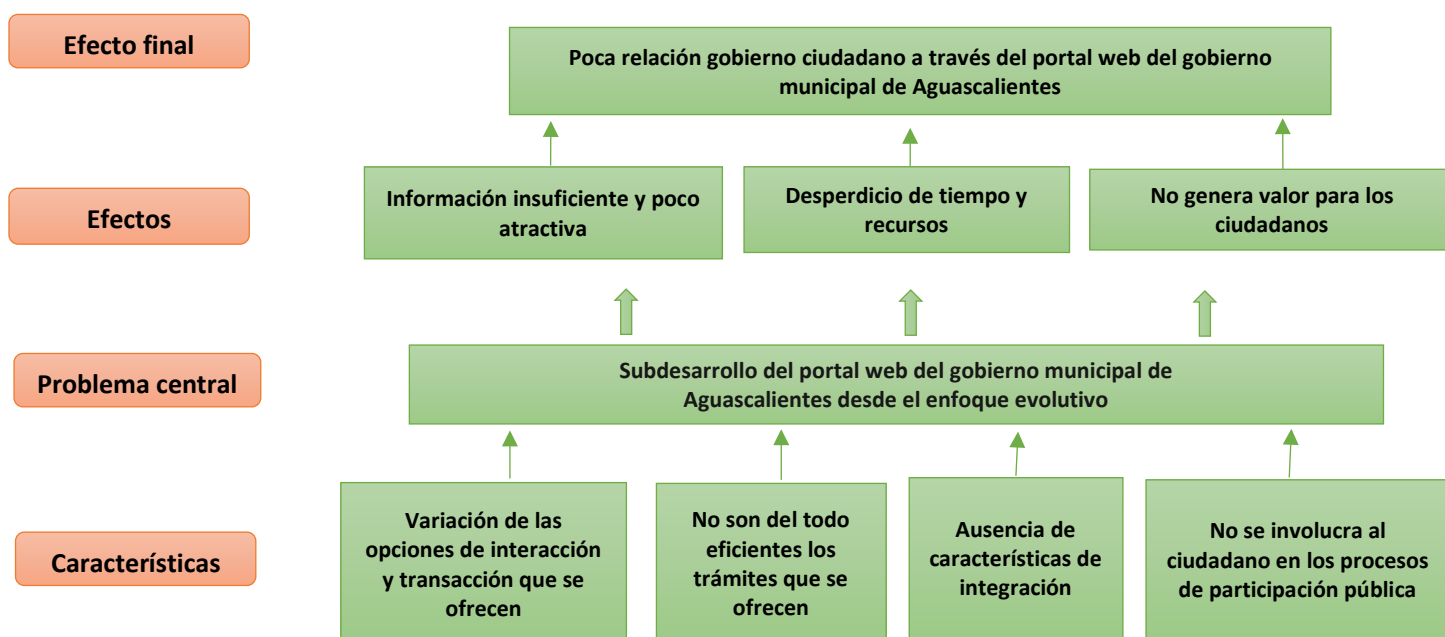 Efecto final
Poca relación gobierno ciudadano a través del portal web del gobierno
municipal de Aguascalientes
Efectos
Información insuficiente y poco
atractiva
Desperdicio de tiempo y
recursos
No genera valor para los
ciudadanos
Problema central
Subdesarrollo del portal web del gobierno municipal de
Aguascalientes desde el enfoque evolutivo
Características
Variación de las
opciones de interacción
y transacción que se
ofrecen
No son del todo
eficientes los
trámites que se
ofrecen
Ausencia de
características de
integración
No se involucra al
ciudadano en los procesos
de participación pública